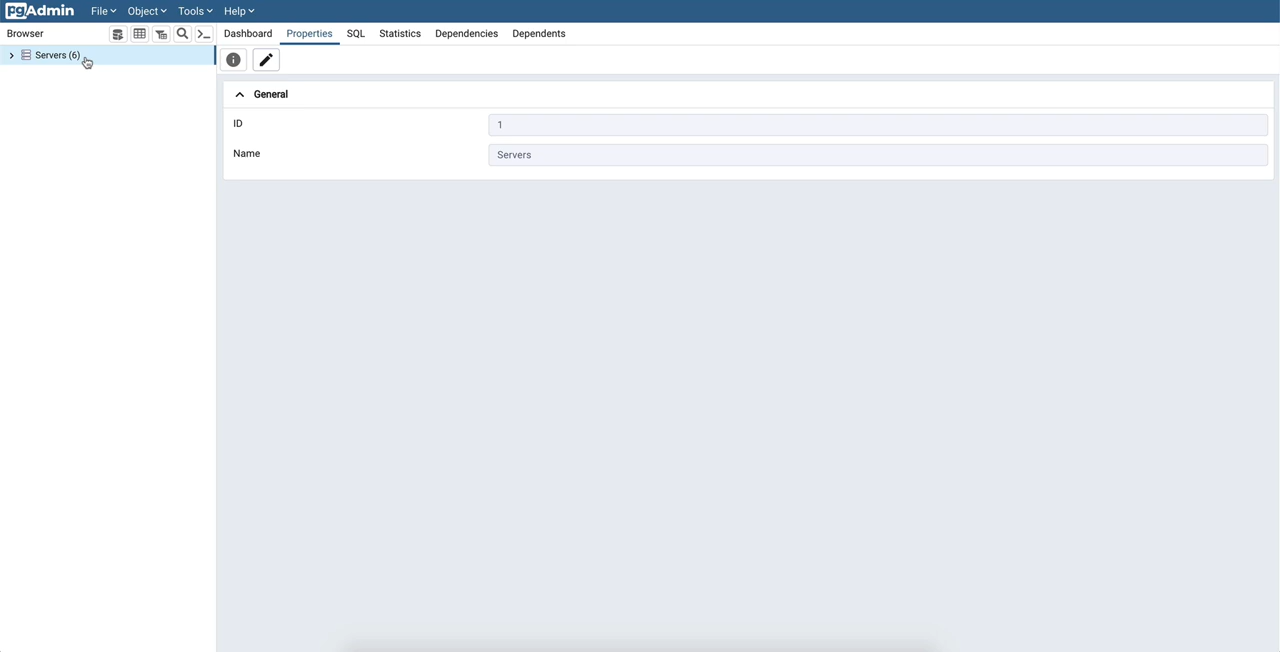 pgAdmin File Object Tools Help
Browser Dashboard Properties SQL Statistics Dependencies Dependents
Servers (6)
General
ID 1
Name Servers